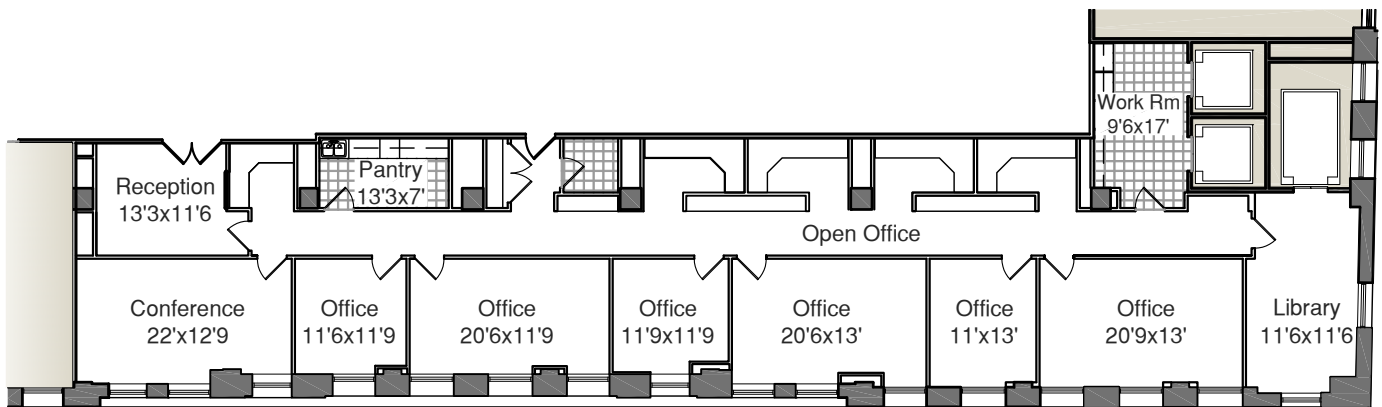 Work Rm
9'6x17'
Reception
13'3x11'6
Pantry
13'3x7'
Open Office
Conference
22'x12'9
Office
11'6x11'9
Office
20'6x11'9
Office
11'9x11'9
Office
20'6x13'
Office
11'x13'
Office
20'9x13'
Library
11'6x11'6